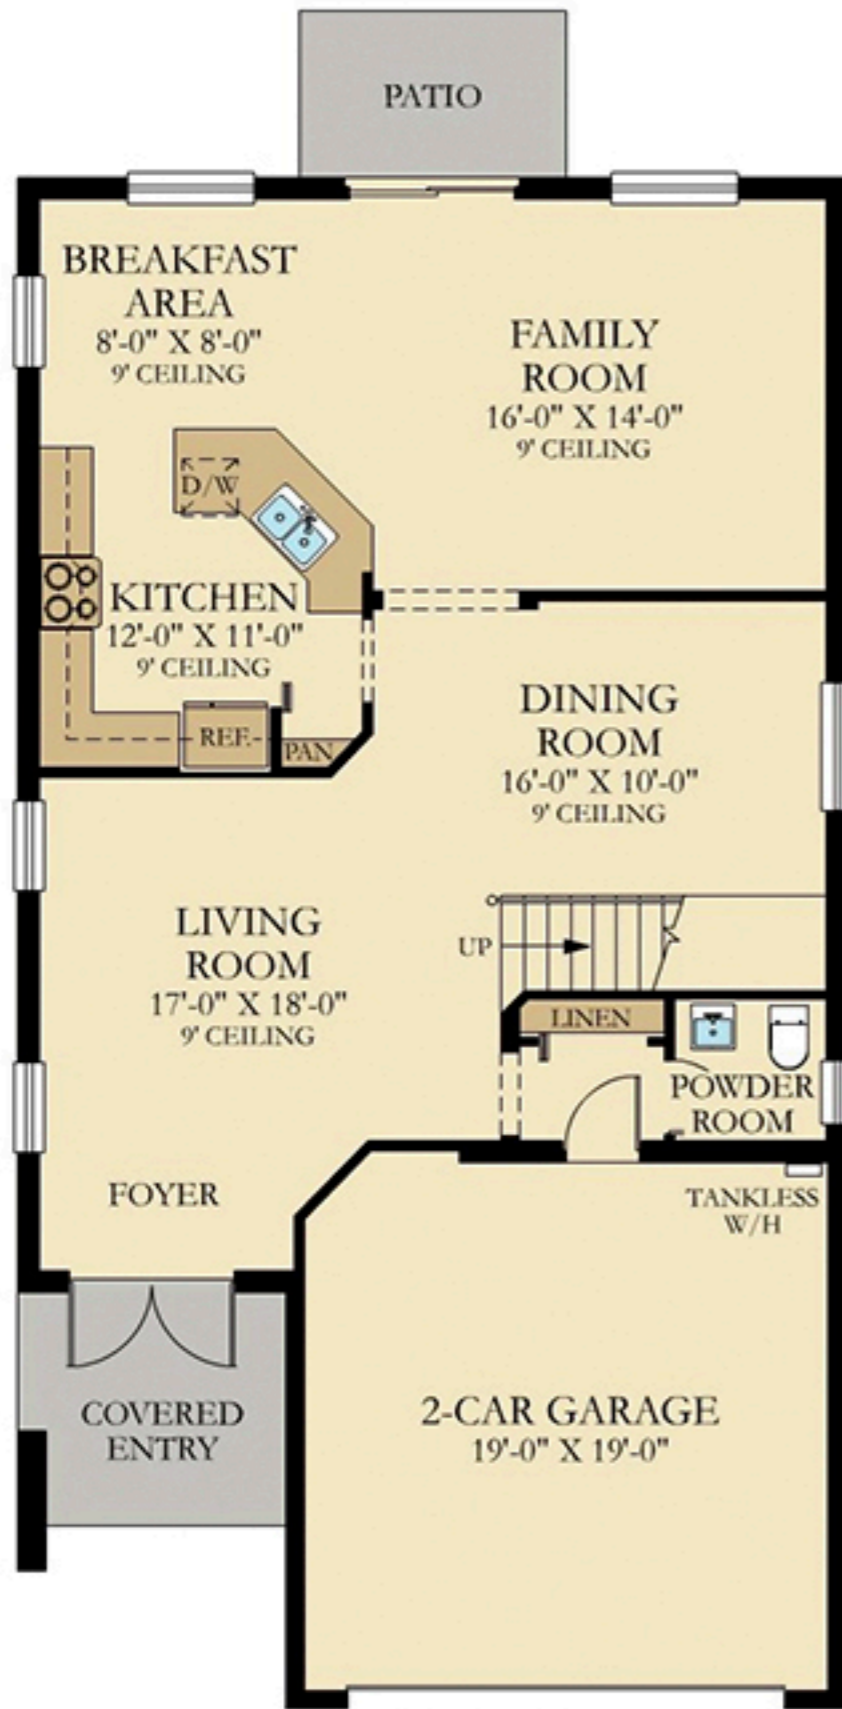 PATIO
BREAKFAST
AREA
8'-0" X 8'-0"
9' CEILING
FAMILY
ROOM
16'-0" X 14'-0"
9' CEILING
D/W
KITCHEN
12'-0" X 11'-0"
9' CEILING
REF.
PAN
DINING
ROOM
16'-0" X 10'-0"
9' CEILING
LIVING
ROOM
17'-0" X 18'-0"
9' CEILING
UP
LINEN
POWDER
ROOM
FOYER
TANKLESS
W/H
COVERED
ENTRY
2-CAR GARAGE
19'-0" X 19'-0"